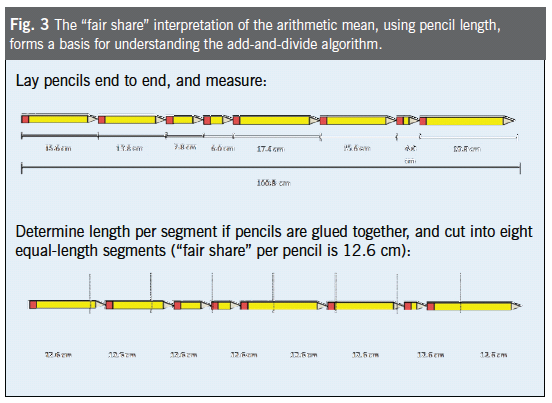 Fig. 3 The “fair share” interpretation of the arithmetic mean, using pencil length,
forms a basis for understanding the add-and-divide algorithm.
Lay pencils end to end, and measure:
7.8 cm 6.0 cm 17.4 cm
100.8 cm
Determine length per segment if pencils are glued together, and cut into eight
equal-length segments (“fair share” per pencil is 12.6 cm):
12.6 cm 12.6 cm 12.6 cm 12.6 cm 12.6 cm 12.6 cm 12.6 cm 12.6 cm